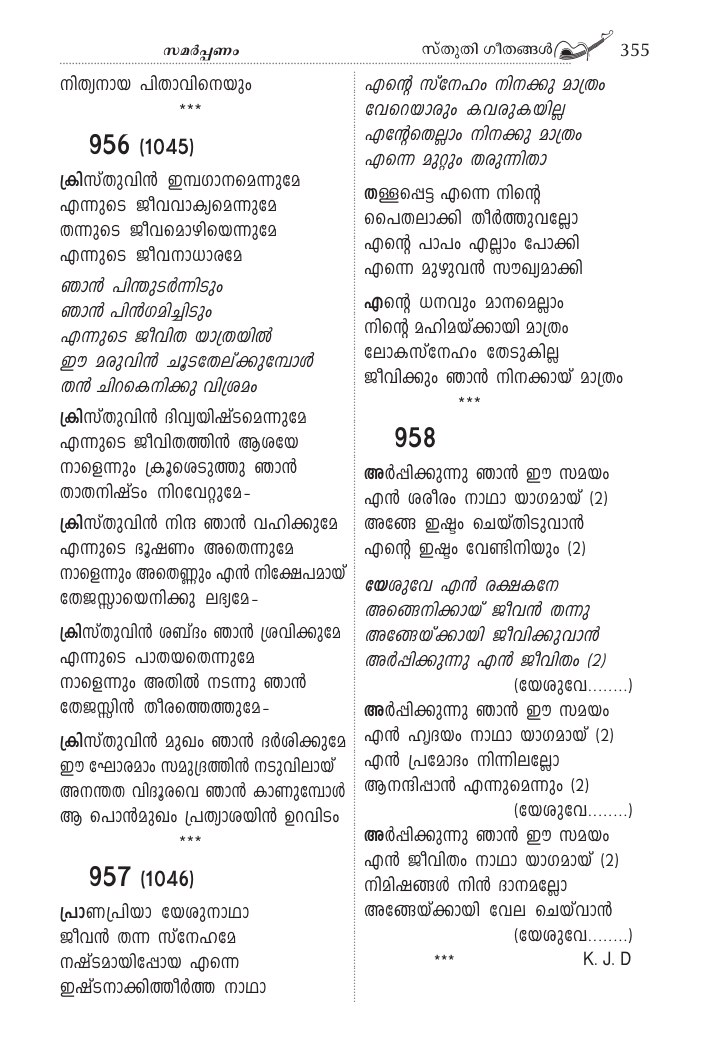 സമർപ്പണം
സ്തുതി ഗീതങ്ങൾ 355
നിത്യനായ പിതാവിനെയും
***
956 (1045)
ക്രിസ്തുവിൻ ഇമ്പഗാനമെന്നുമേ
എന്നുടെ ജീവവാക്യമെന്നുമേ
തന്നുടെ ജീവമൊഴിയെന്നുമേ
എന്നുടെ ജീവനാധാരമേ
ഞാൻ പിന്തുടർന്നിടും
ഞാൻ പിൻഗമിച്ചിടും
എന്നുടെ ജീവിത യാത്രയിൽ
ഈ മരുവിൻ ചൂടതേല്ക്കുമ്പോൾ
തൻ ചിറകെനിക്കു വിശ്രമം
ക്രിസ്തുവിൻ ദിവ്യയിഷ്ടമെന്നുമേ
എന്നുടെ ജീവിതത്തിൻ ആശയേ
നാളെന്നും ക്രൂശെടുത്തു ഞാൻ
താതനിഷ്ടം നിറവേറ്റുമേ-
ക്രിസ്തുവിൻ നിന്ദ ഞാൻ വഹിക്കുമേ
എന്നുടെ ഭൂഷണം അതെന്നുമേ
നാളെന്നും അതെണ്ണും എൻ നിക്ഷേപമായ്
തേജസ്സായെനിക്കു ലഭ്യമേ-
ക്രിസ്തുവിൻ ശബ്ദം ഞാൻ ശ്രവിക്കുമേ
എന്നുടെ പാതയതെന്നുമേ
നാളെന്നും അതിൽ നടന്നു ഞാൻ
തേജസ്സിൻ തീരത്തെത്തുമേ-
ക്രിസ്തുവിൻ മുഖം ഞാൻ ദർശിക്കുമേ
ഈ ഘോരമാം സമുദ്രത്തിൻ നടുവിലായ്
അനന്തത വിദൂരവെ ഞാൻ കാണുമ്പോൾ
ആ പൊൻമുഖം പ്രത്യാശയിൻ ഉറവിടം
***
957 (1046)
പ്രാണപ്രിയാ യേശുനാഥാ
ജീവൻ തന്ന സ്നേഹമേ
നഷ്ടമായിപ്പോയ എന്നെ
ഇഷ്ടനാക്കിത്തീർത്ത നാഥാ
എന്റെ സ്നേഹം നിനക്കു മാത്രം
വേറെയാരും കവരുകയില്ല
എന്റേതെല്ലാം നിനക്കു മാത്രം
എന്നെ മുറ്റും തരുന്നിതാ
തള്ളപ്പെട്ട എന്നെ നിന്റെ
പൈതലാക്കി തീർത്തുവല്ലോ
എന്റെ പാപം എല്ലാം പോക്കി
എന്നെ മുഴുവൻ സൗഖ്യമാക്കി
എന്റെ ധനവും മാനമെല്ലാം
നിന്റെ മഹിമയ്ക്കായി മാത്രം
ലോകസ്നേഹം തേടുകില്ല
ജീവിക്കും ഞാൻ നിനക്കായ് മാത്രം
***
958
അർപ്പിക്കുന്നു ഞാൻ ഈ സമയം
എൻ ശരീരം നാഥാ യാഗമായ് (2)
അങ്ങേ ഇഷ്ടം ചെയ്തിടുവാൻ
എന്റെ ഇഷ്ടം വേണ്ടിനിയും (2)
യേശുവേ എൻ രക്ഷകനേ
അങ്ങെനിക്കായ് ജീവൻ തന്നു
അങ്ങേയ്ക്കായി ജീവിക്കുവാൻ
അർപ്പിക്കുന്നു എൻ ജീവിതം (2)
(യേശുവേ........)
അർപ്പിക്കുന്നു ഞാൻ ഈ സമയം
എൻ ഹൃദയം നാഥാ യാഗമായ് (2)
എൻ പ്രമോദം നിന്നിലല്ലോ
ആനന്ദിപ്പാൻ എന്നുമെന്നും (2)
(യേശുവേ........)
അർപ്പിക്കുന്നു ഞാൻ ഈ സമയം
എൻ ജീവിതം നാഥാ യാഗമായ് (2)
നിമിഷങ്ങൾ നിൻ ദാനമല്ലോ
അങ്ങേയ്ക്കായി വേല ചെയ്‌വാൻ
(യേശുവേ........)
*** K. J. D